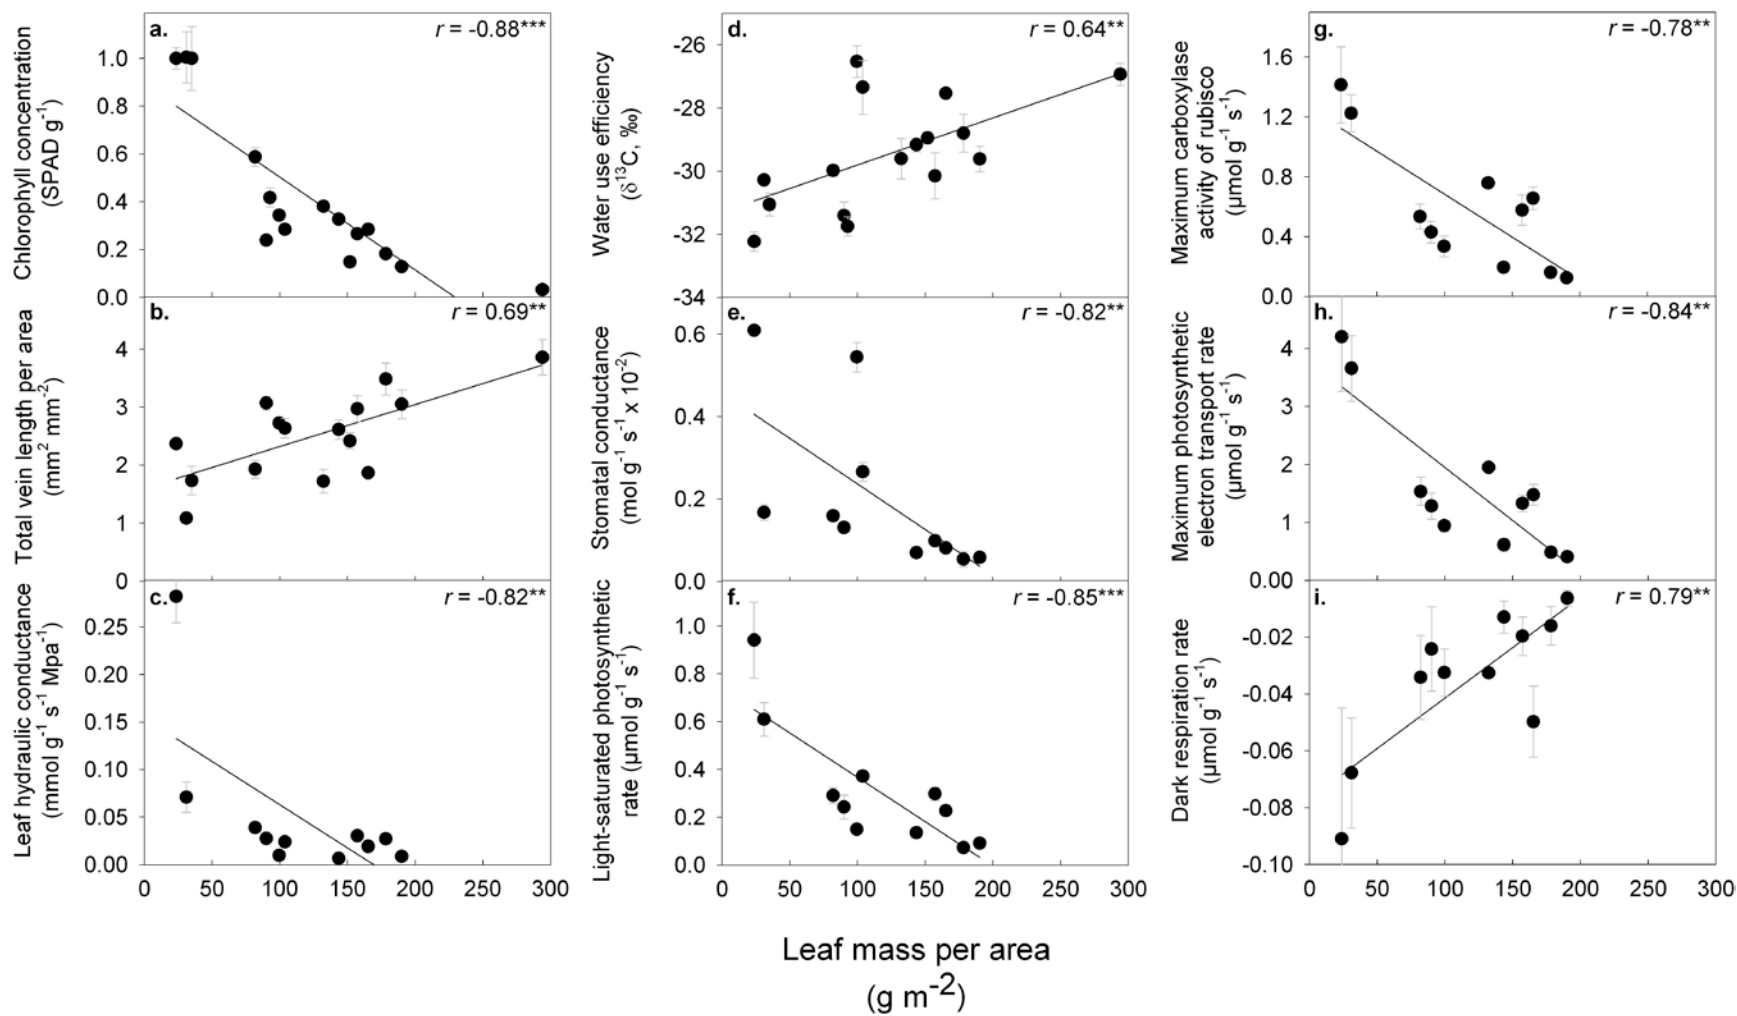 a.
r = -0.88***
Chlorophyll concentration
(SPAD g⁻¹)
1.0
0.8
0.6
0.4
0.2
0.0
b.
r = 0.69**
Total vein length per area
(mm² mm⁻²)
4
3
2
1
0
c.
r = -0.82**
Leaf hydraulic conductance
(mmol g⁻¹ s⁻¹ Mpa⁻¹)
0.25
0.20
0.15
0.10
0.05
0.00
0 50 100 150 200 250 300
d.
r = 0.64**
Water use efficiency
(δ¹³C, ‰)
-26
-28
-30
-32
-34
e.
r = -0.82**
Stomatal conductance
(mol g⁻¹ s⁻¹ x 10⁻²)
0.6
0.4
0.2
0.0
f.
r = -0.85***
Light-saturated photosynthetic
rate (µmol g⁻¹ s⁻¹)
1.0
0.8
0.6
0.4
0.2
0.0
0 50 100 150 200 250 300
g.
r = -0.78**
Maximum carboxylase
activity of rubisco
(µmol g⁻¹ s⁻¹)
1.6
1.2
0.8
0.4
0.0
h.
r = -0.84**
Maximum photosynthetic
electron transport rate
(µmol g⁻¹ s⁻¹)
4
3
2
1
0.00
i.
r = 0.79**
Dark respiration rate
(µmol g⁻¹ s⁻¹)
-0.02
-0.04
-0.06
-0.08
-0.10
0 50 100 150 200 250 300
Leaf mass per area
(g m⁻²)